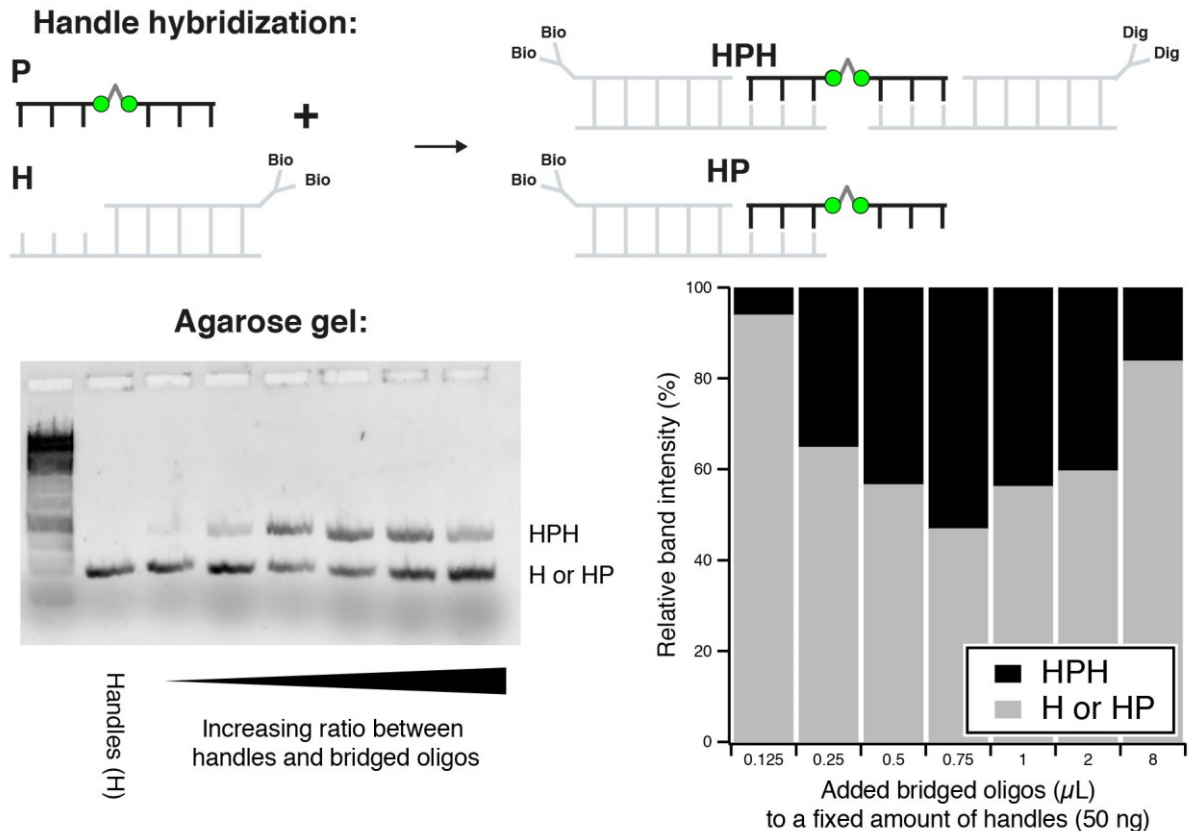 Handle hybridization:
P
+
H
Bio
Bio
Bio
Bio
HPH
Dig
Dig
Bio
Bio
HP
Agarose gel:
HPH
H or HP
Handles (H)
Increasing ratio between
handles and bridged oligos
Relative band intensity (%)
100
80
60
40
20
0
HPH
H or HP
0.125 0.25 0.5 0.75 1 2 8
Added bridged oligos (µL)
to a fixed amount of handles (50 ng)